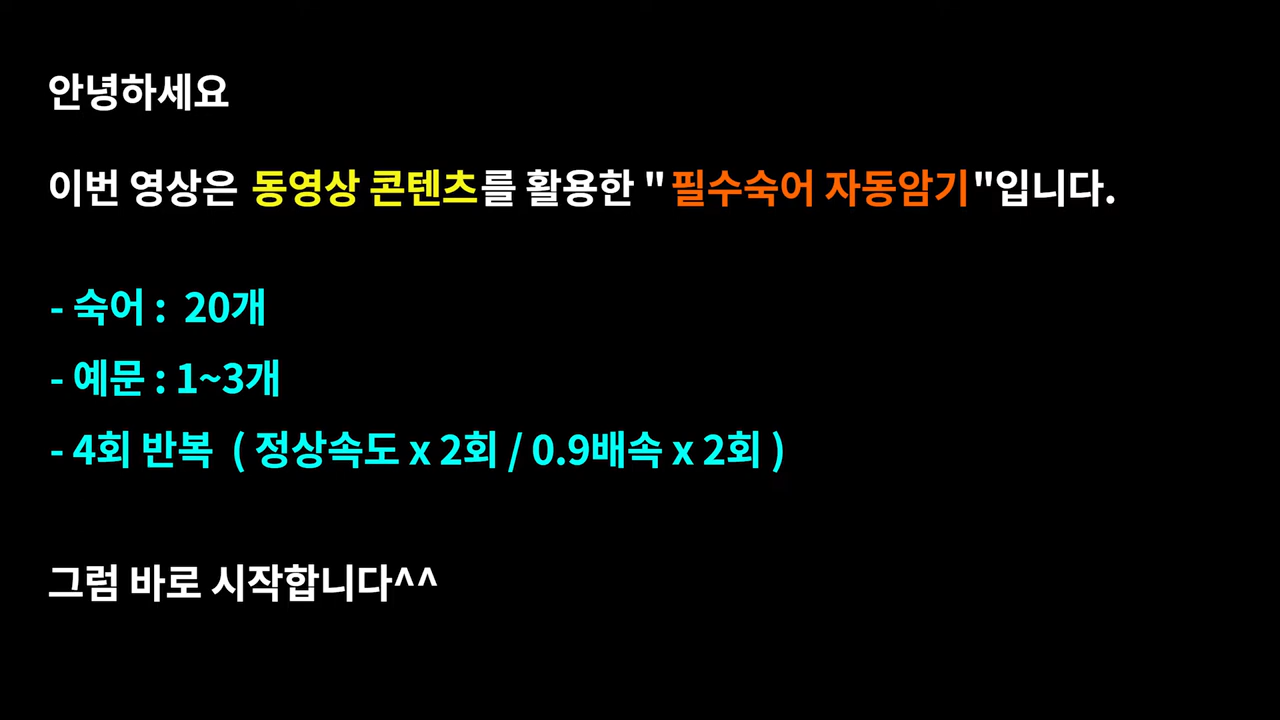 안녕하세요
이번 영상은 동영상 콘텐츠를 활용한 "필수숙어 자동암기"입니다.
- 숙어 : 20개
- 예문 : 1~3개
- 4회 반복 ( 정상속도 x 2회 / 0.9배속 x 2회 )
그럼 바로 시작합니다^^